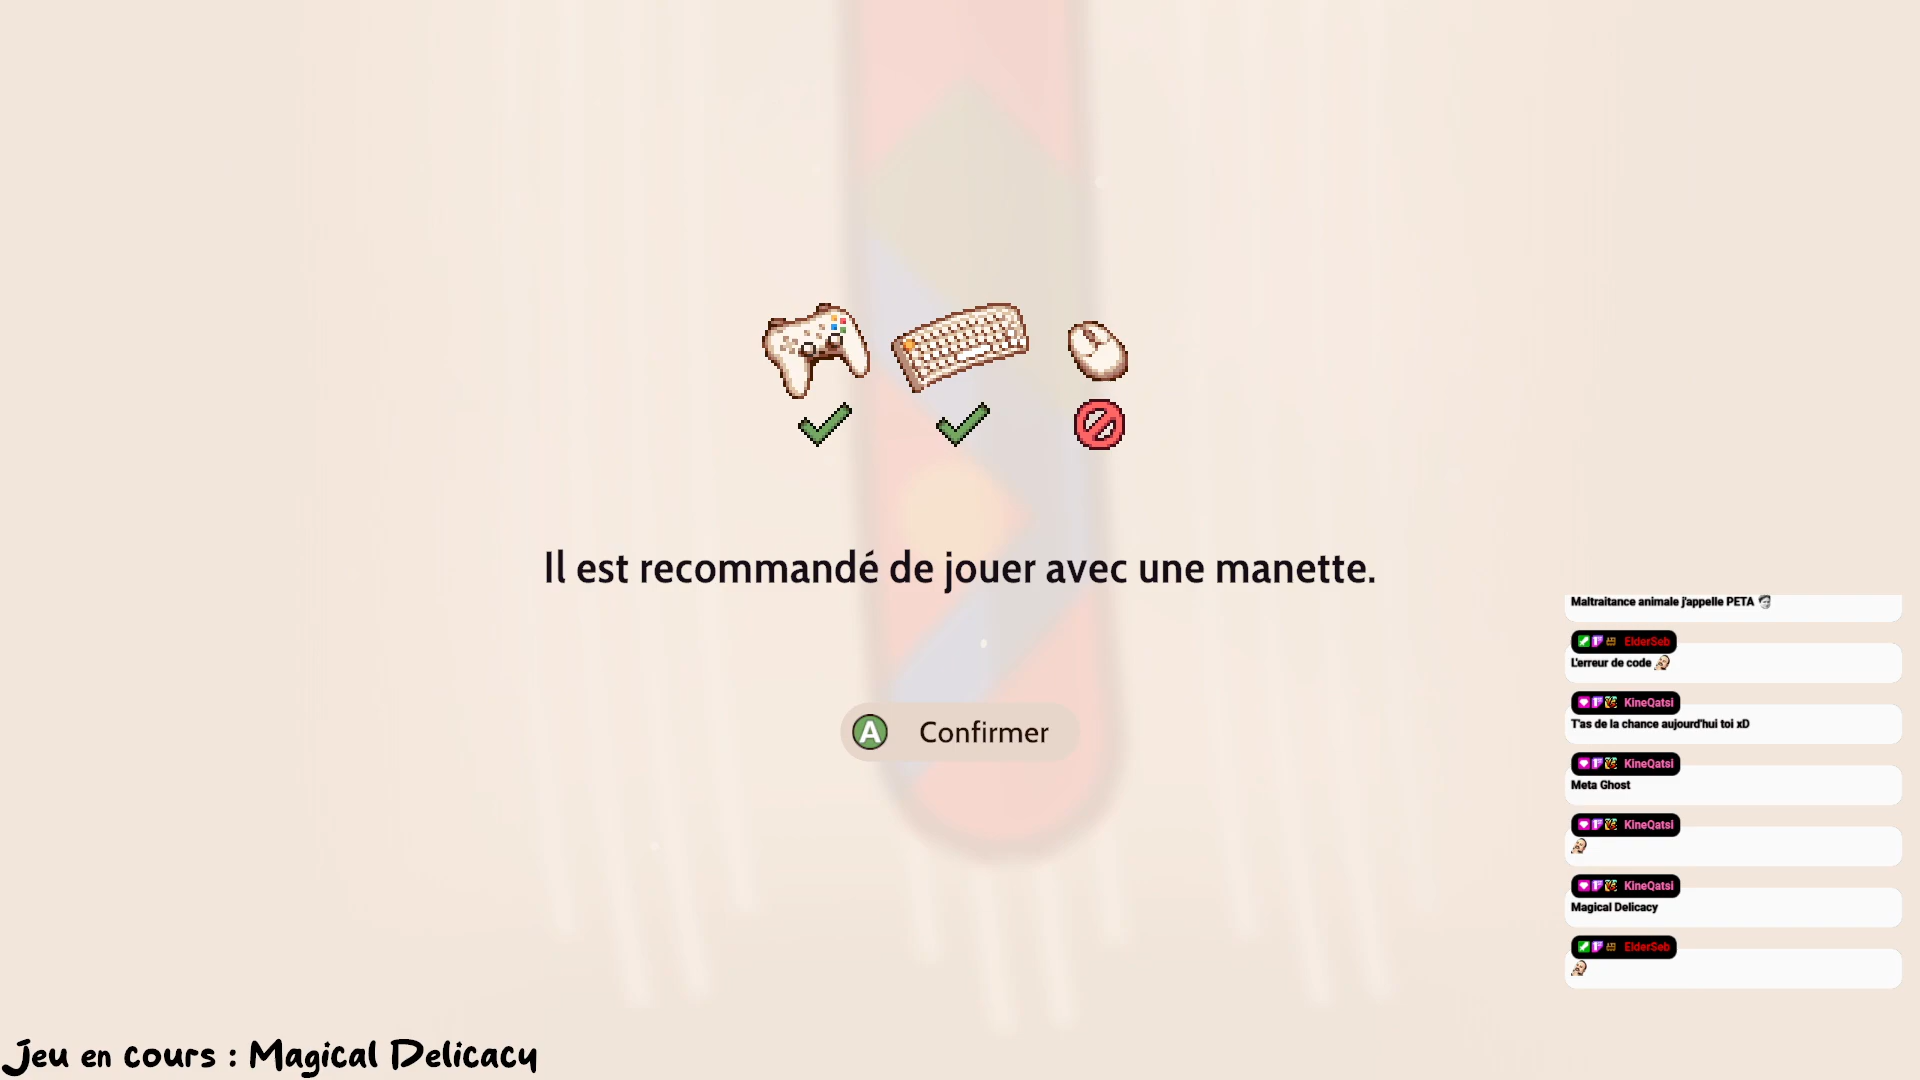 Il est recommandé de jouer avec une manette.
A Confirmer
Maltraitance animale j'appelle PETA
ElderSeb
L'erreur de code
KineQatsi
T'as de la chance aujourd'hui toi xD
KineQatsi
Meta Ghost
KineQatsi
KineQatsi
Magical Delicacy
ElderSeb
Jeu en cours : Magical Delicacy